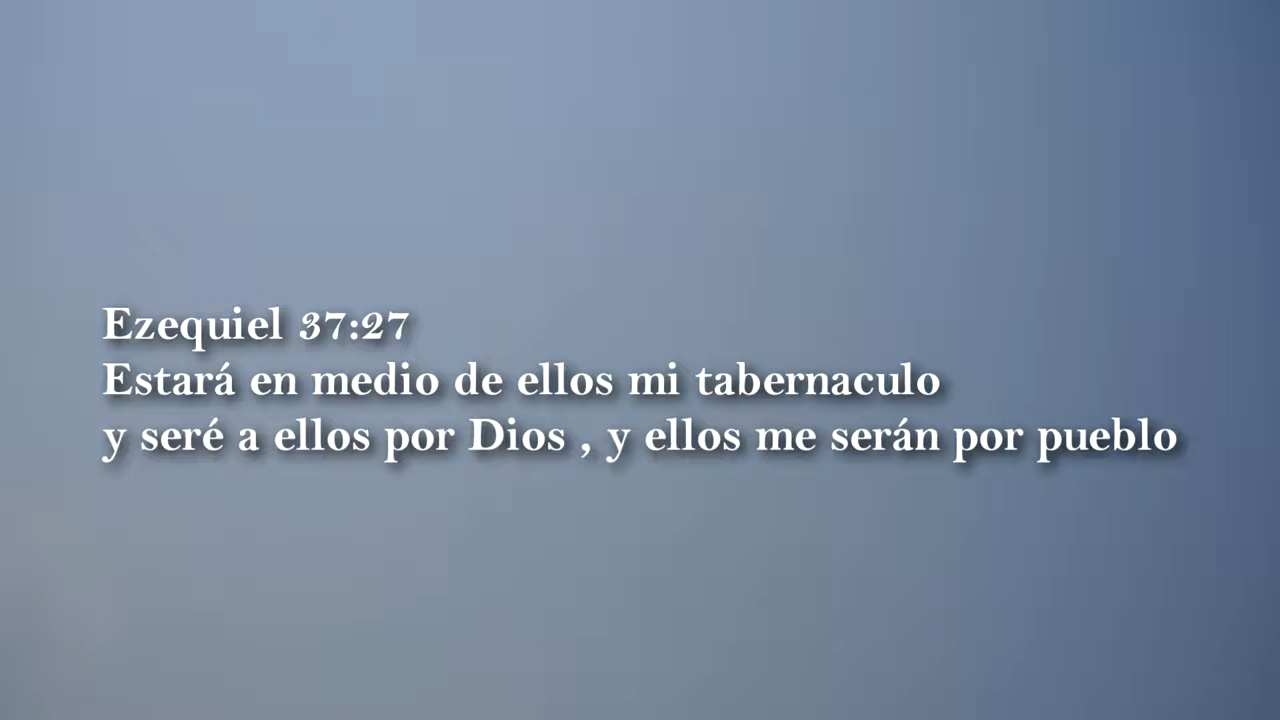 Ezequiel 37:27
Estará en medio de ellos mi tabernaculo
y seré a ellos por Dios , y ellos me serán por pueblo